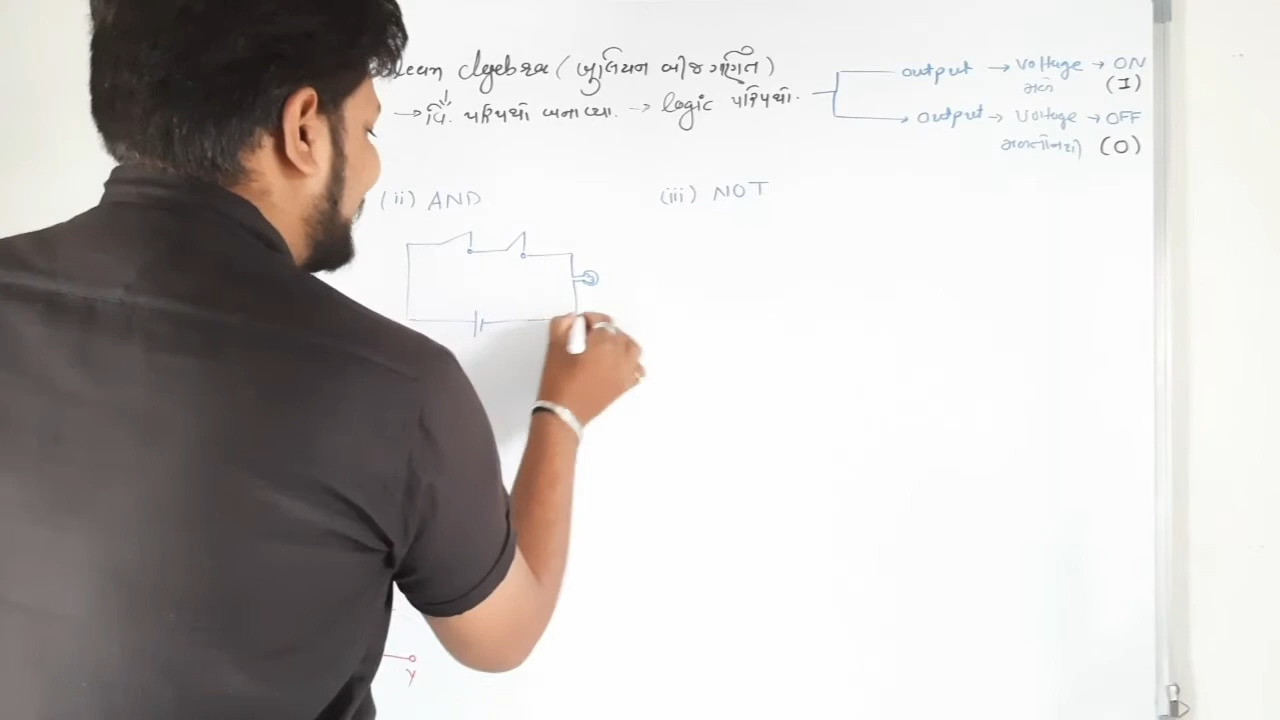 lean Algebra (બુલિયન બીજગણિત)
→ વિ. પરિપથો બનાવ્યા. → logic પરિપથો.
output → voltage → ON
મળે (1)
output → voltage → OFF
મળતો નથી (0)
(ii) AND
(iii) NOT
y